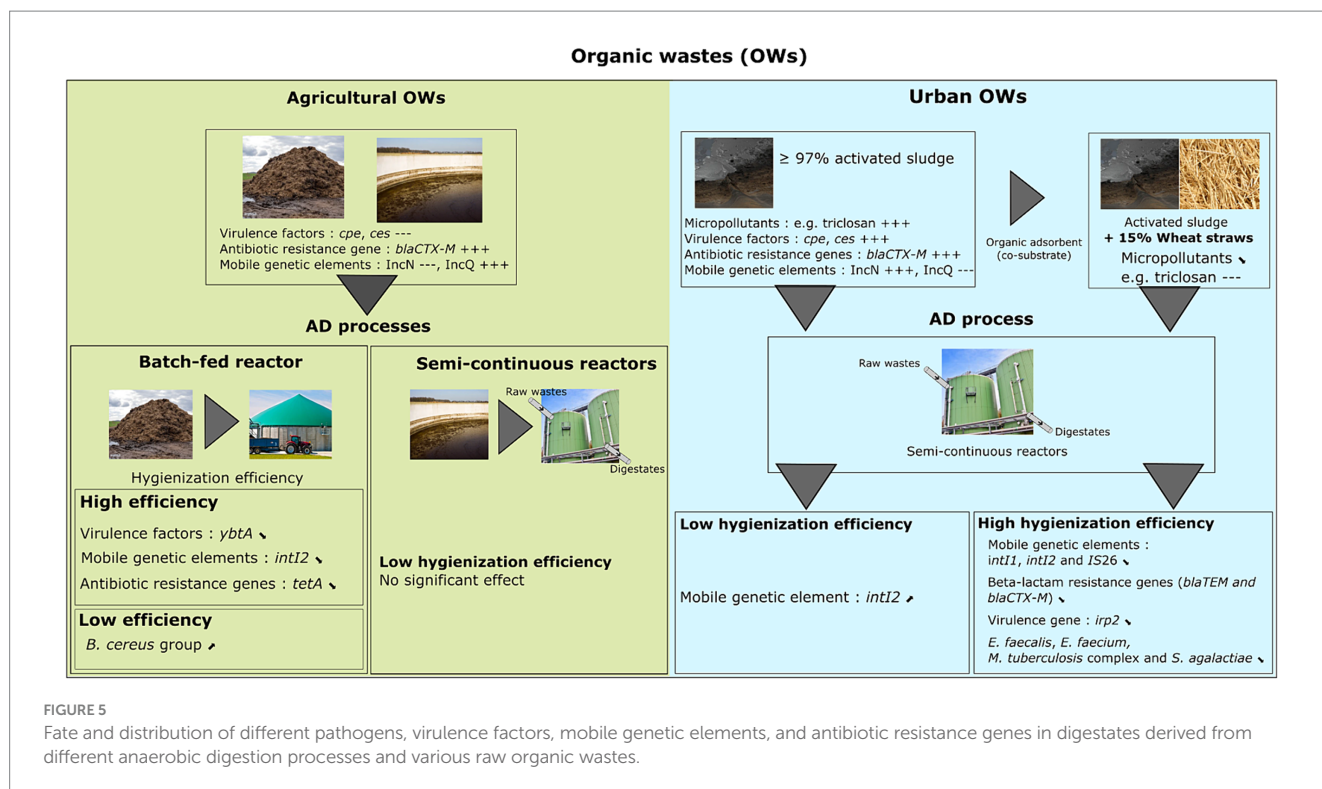 Organic wastes (OWs)
Agricultural OWs
Virulence factors : cpe, ces ---
Antibiotic resistance gene : blaCTX-M +++
Mobile genetic elements : IncN ---, IncQ +++
AD processes
Batch-fed reactor
Hygienization efficiency
High efficiency
Virulence factors : ybtA ⬊
Mobile genetic elements : intI2 ⬊
Antibiotic resistance genes : tetA ⬊
Low efficiency
B. cereus group ⬈
Semi-continuous reactors
Raw wastes
Digestates
Low hygienization efficiency
No significant effect
Urban OWs
≥ 97% activated sludge
Micropollutants : e.g. triclosan +++
Virulence factors : cpe, ces +++
Antibiotic resistance genes : blaCTX-M +++
Mobile genetic elements : IncN +++, IncQ ---
Organic adsorbent
(co-substrate)
Activated sludge
+ 15% Wheat straws
Micropollutants ⬊
e.g. triclosan ---
AD process
Raw wastes
Digestates
Semi-continuous reactors
Low hygienization efficiency
Mobile genetic element : intI2 ⬈
High hygienization efficiency
Mobile genetic elements :
intI1, intI2 and IS26 ⬊
Beta-lactam resistance genes (blaTEM and
blaCTX-M) ⬊
Virulence gene : irp2 ⬊
E. faecalis, E. faecium,
M. tuberculosis complex and S. agalactiae ⬊
FIGURE 5
Fate and distribution of different pathogens, virulence factors, mobile genetic elements, and antibiotic resistance genes in digestates derived from
different anaerobic digestion processes and various raw organic wastes.